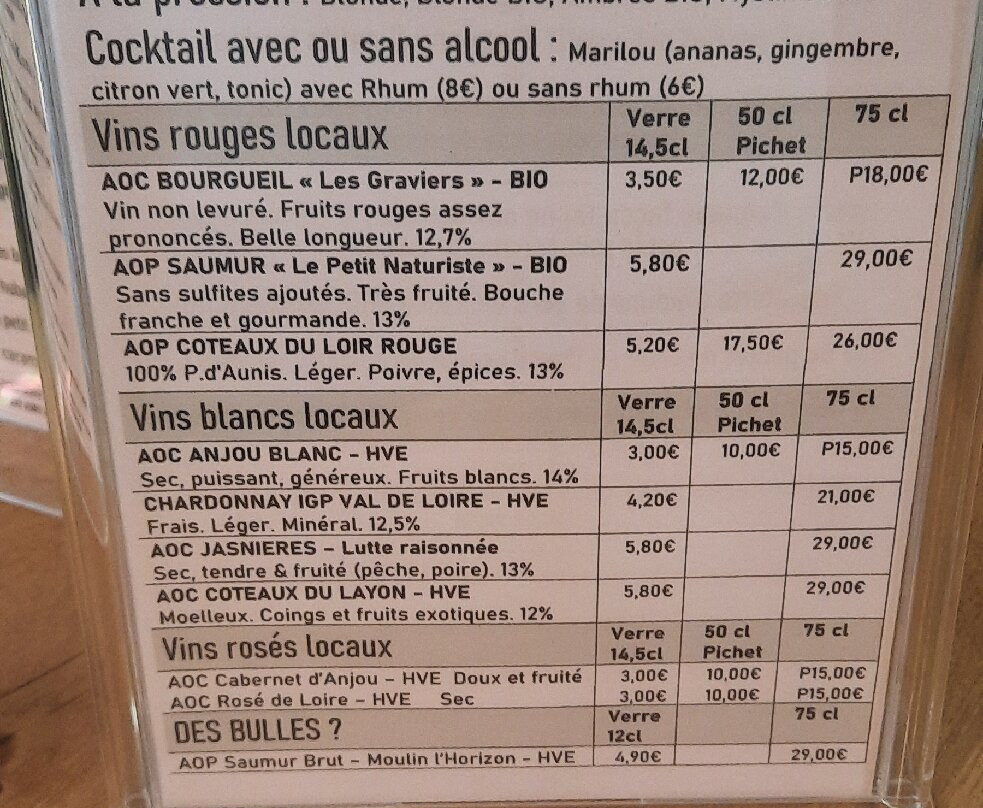 Cocktail avec ou sans alcool : Marilou (ananas, gingembre,
citron vert, tonic) avec Rhum (8€) ou sans rhum (6€)
Vins rouges locaux Verre 14,5cl 50 cl Pichet 75 cl
AOC BOURGUEIL « Les Graviers » - BIO 3,50€ 12,00€ P18,00€
Vin non levuré. Fruits rouges assez
prononcés. Belle longueur. 12,7%
AOP SAUMUR « Le Petit Naturiste » - BIO 5,80€ 29,00€
Sans sulfites ajoutés. Très fruité. Bouche
franche et gourmande. 13%
AOP COTEAUX DU LOIR ROUGE 5,20€ 17,50€ 26,00€
100% P.d'Aunis. Léger. Poivre, épices. 13%
Vins blancs locaux Verre 14,5cl 50 cl Pichet 75 cl
AOC ANJOU BLANC - HVE 3,00€ 10,00€ P15,00€
Sec, puissant, généreux. Fruits blancs. 14%
CHARDONNAY IGP VAL DE LOIRE - HVE 4,20€ 21,00€
Frais. Léger. Minéral. 12,5%
AOC JASNIERES – Lutte raisonnée 5,80€ 29,00€
Sec, tendre & fruité (pêche, poire). 13%
AOC COTEAUX DU LAYON - HVE 5,80€ 29,00€
Moelleux. Coings et fruits exotiques. 12%
Vins rosés locaux Verre 14,5cl 50 cl Pichet 75 cl
AOC Cabernet d'Anjou – HVE Doux et fruité 3,00€ 10,00€ P15,00€
AOC Rosé de Loire – HVE Sec 3,00€ 10,00€ P15,00€
DES BULLES ? Verre 12cl 75 cl
AOP Saumur Brut – Moulin l'Horizon - HVE 4,90€ 29,00€